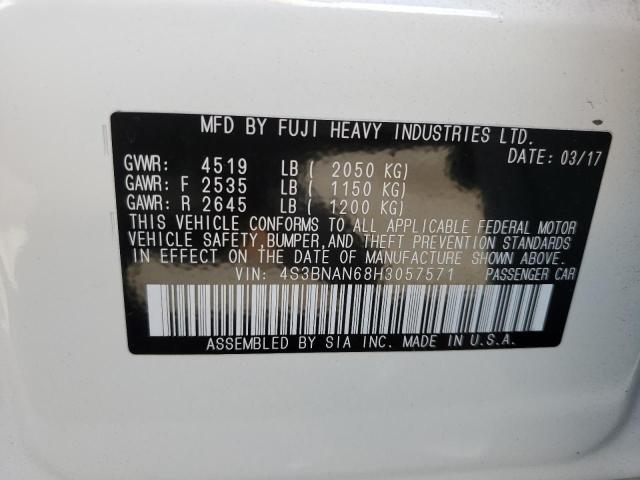 MFD BY FUJI HEAVY INDUSTRIES LTD.
DATE: 03/17
GVWR: 4519 LB ( 2050 KG)
GAWR: F 2535 LB ( 1150 KG)
GAWR: R 2645 LB ( 1200 KG)
THIS VEHICLE CONFORMS TO ALL APPLICABLE FEDERAL MOTOR
VEHICLE SAFETY, BUMPER, AND THEFT PREVENTION STANDARDS
IN EFFECT ON THE DATE OF MANUFACTURE SHOWN ABOVE.
VIN: 4S3BNAN68H3057571 PASSENGER CAR
ASSEMBLED BY SIA INC. MADE IN U.S.A.